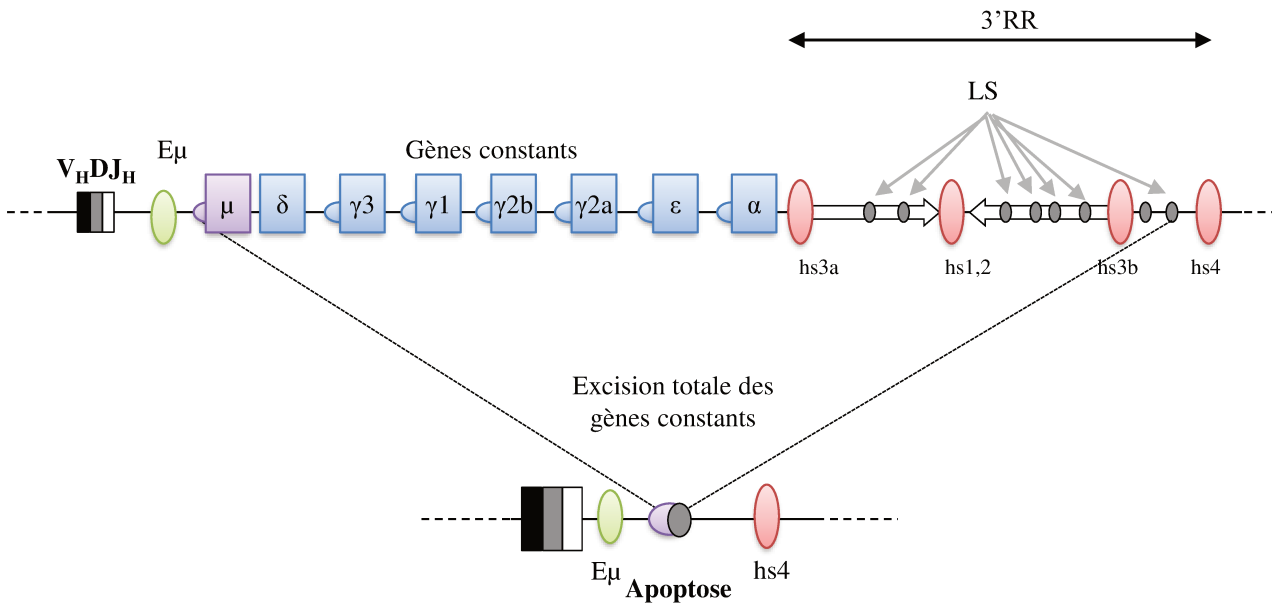 3’RR
LS
Eμ
Gènes constants
VHDJH
μ
δ
γ3
γ1
γ2b
γ2a
ε
α
hs3a
hs1,2
hs3b
hs4
Excision totale des
gènes constants
Eμ
hs4
Apoptose